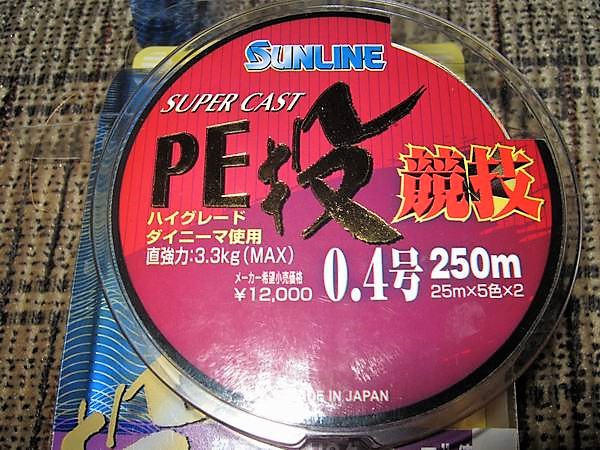 SUNLINE
SUPER CAST
PE投
競技
ハイグレード
ダイニーマ使用
直強力:3.3kg(MAX)
メーカー希望小売価格
¥12,000
0.4号
250m
25m×5色×2
MADE IN JAPAN